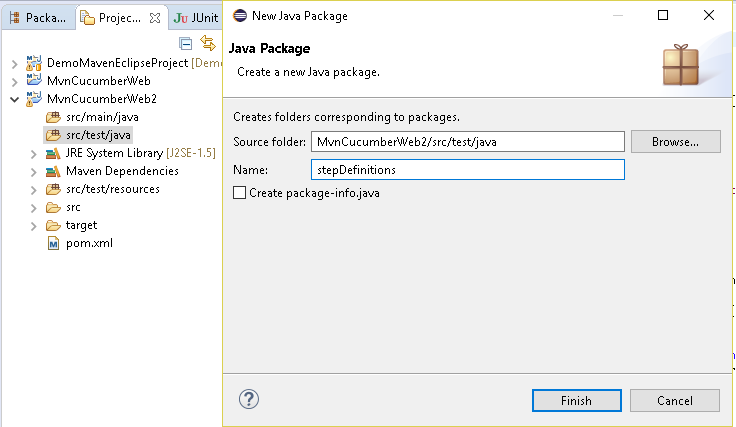 Packa...
Projec...
JUnit
DemoMavenEclipseProject [Demo
MvnCucumberWeb
MvnCucumberWeb2
src/main/java
src/test/java
JRE System Library [J2SE-1.5]
Maven Dependencies
src/test/resources
src
target
pom.xml
New Java Package
Java Package
Create a new Java package.
Creates folders corresponding to packages.
Source folder: MvnCucumberWeb2/src/test/java Browse...
Name: stepDefinitions
Create package-info.java
Finish Cancel